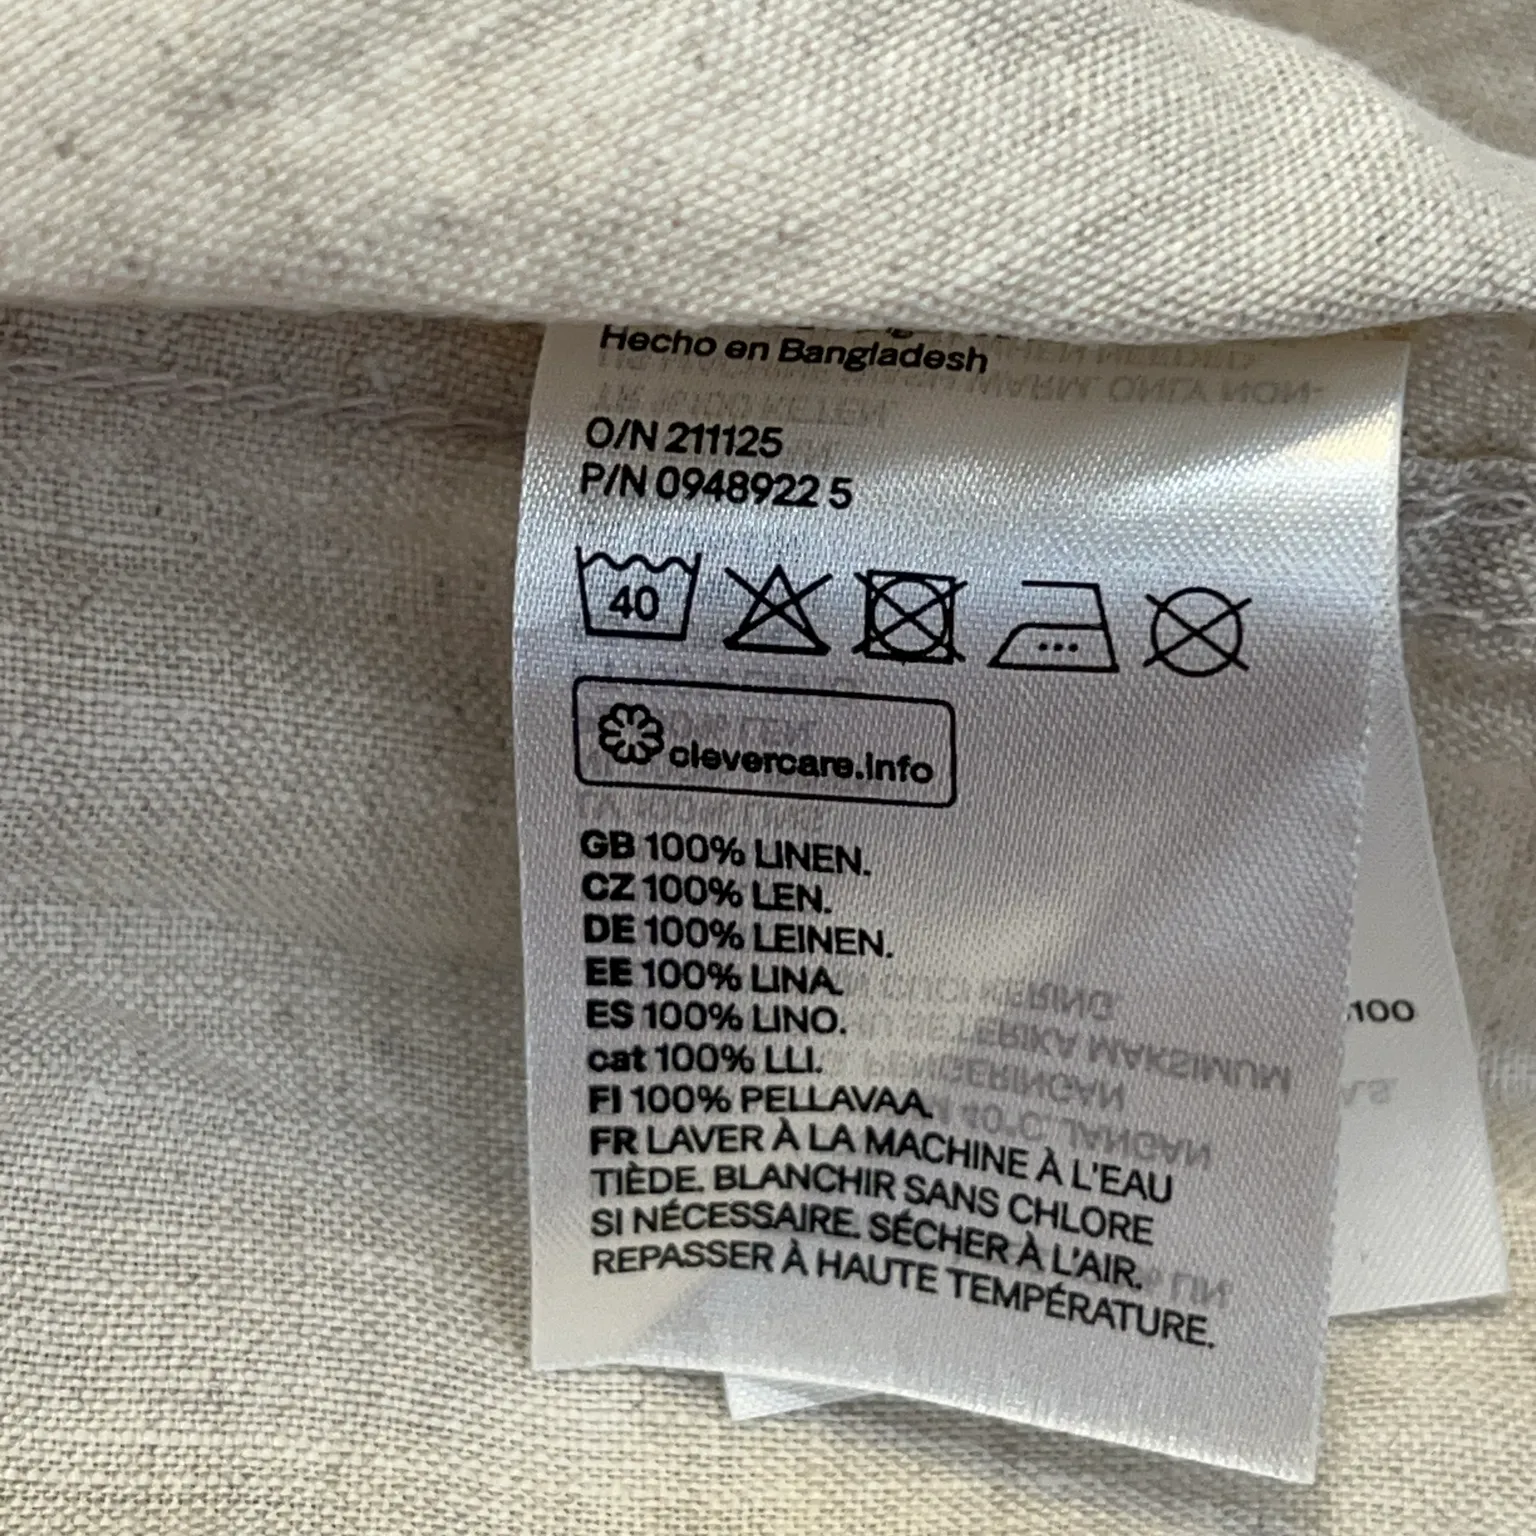 Hecho en Bangladesh
O/N 211125
P/N 0948922 5
40
clevercare.info
GB 100% LINEN.
CZ 100% LEN.
DE 100% LEINEN.
EE 100% LINA.
ES 100% LINO.
cat 100% LLI.
FI 100% PELLAVAA.
FR LAVER À LA MACHINE À L'EAU
TIÈDE. BLANCHIR SANS CHLORE
SI NÉCESSAIRE. SÉCHER À L'AIR.
REPASSER À HAUTE TEMPÉRATURE.
100